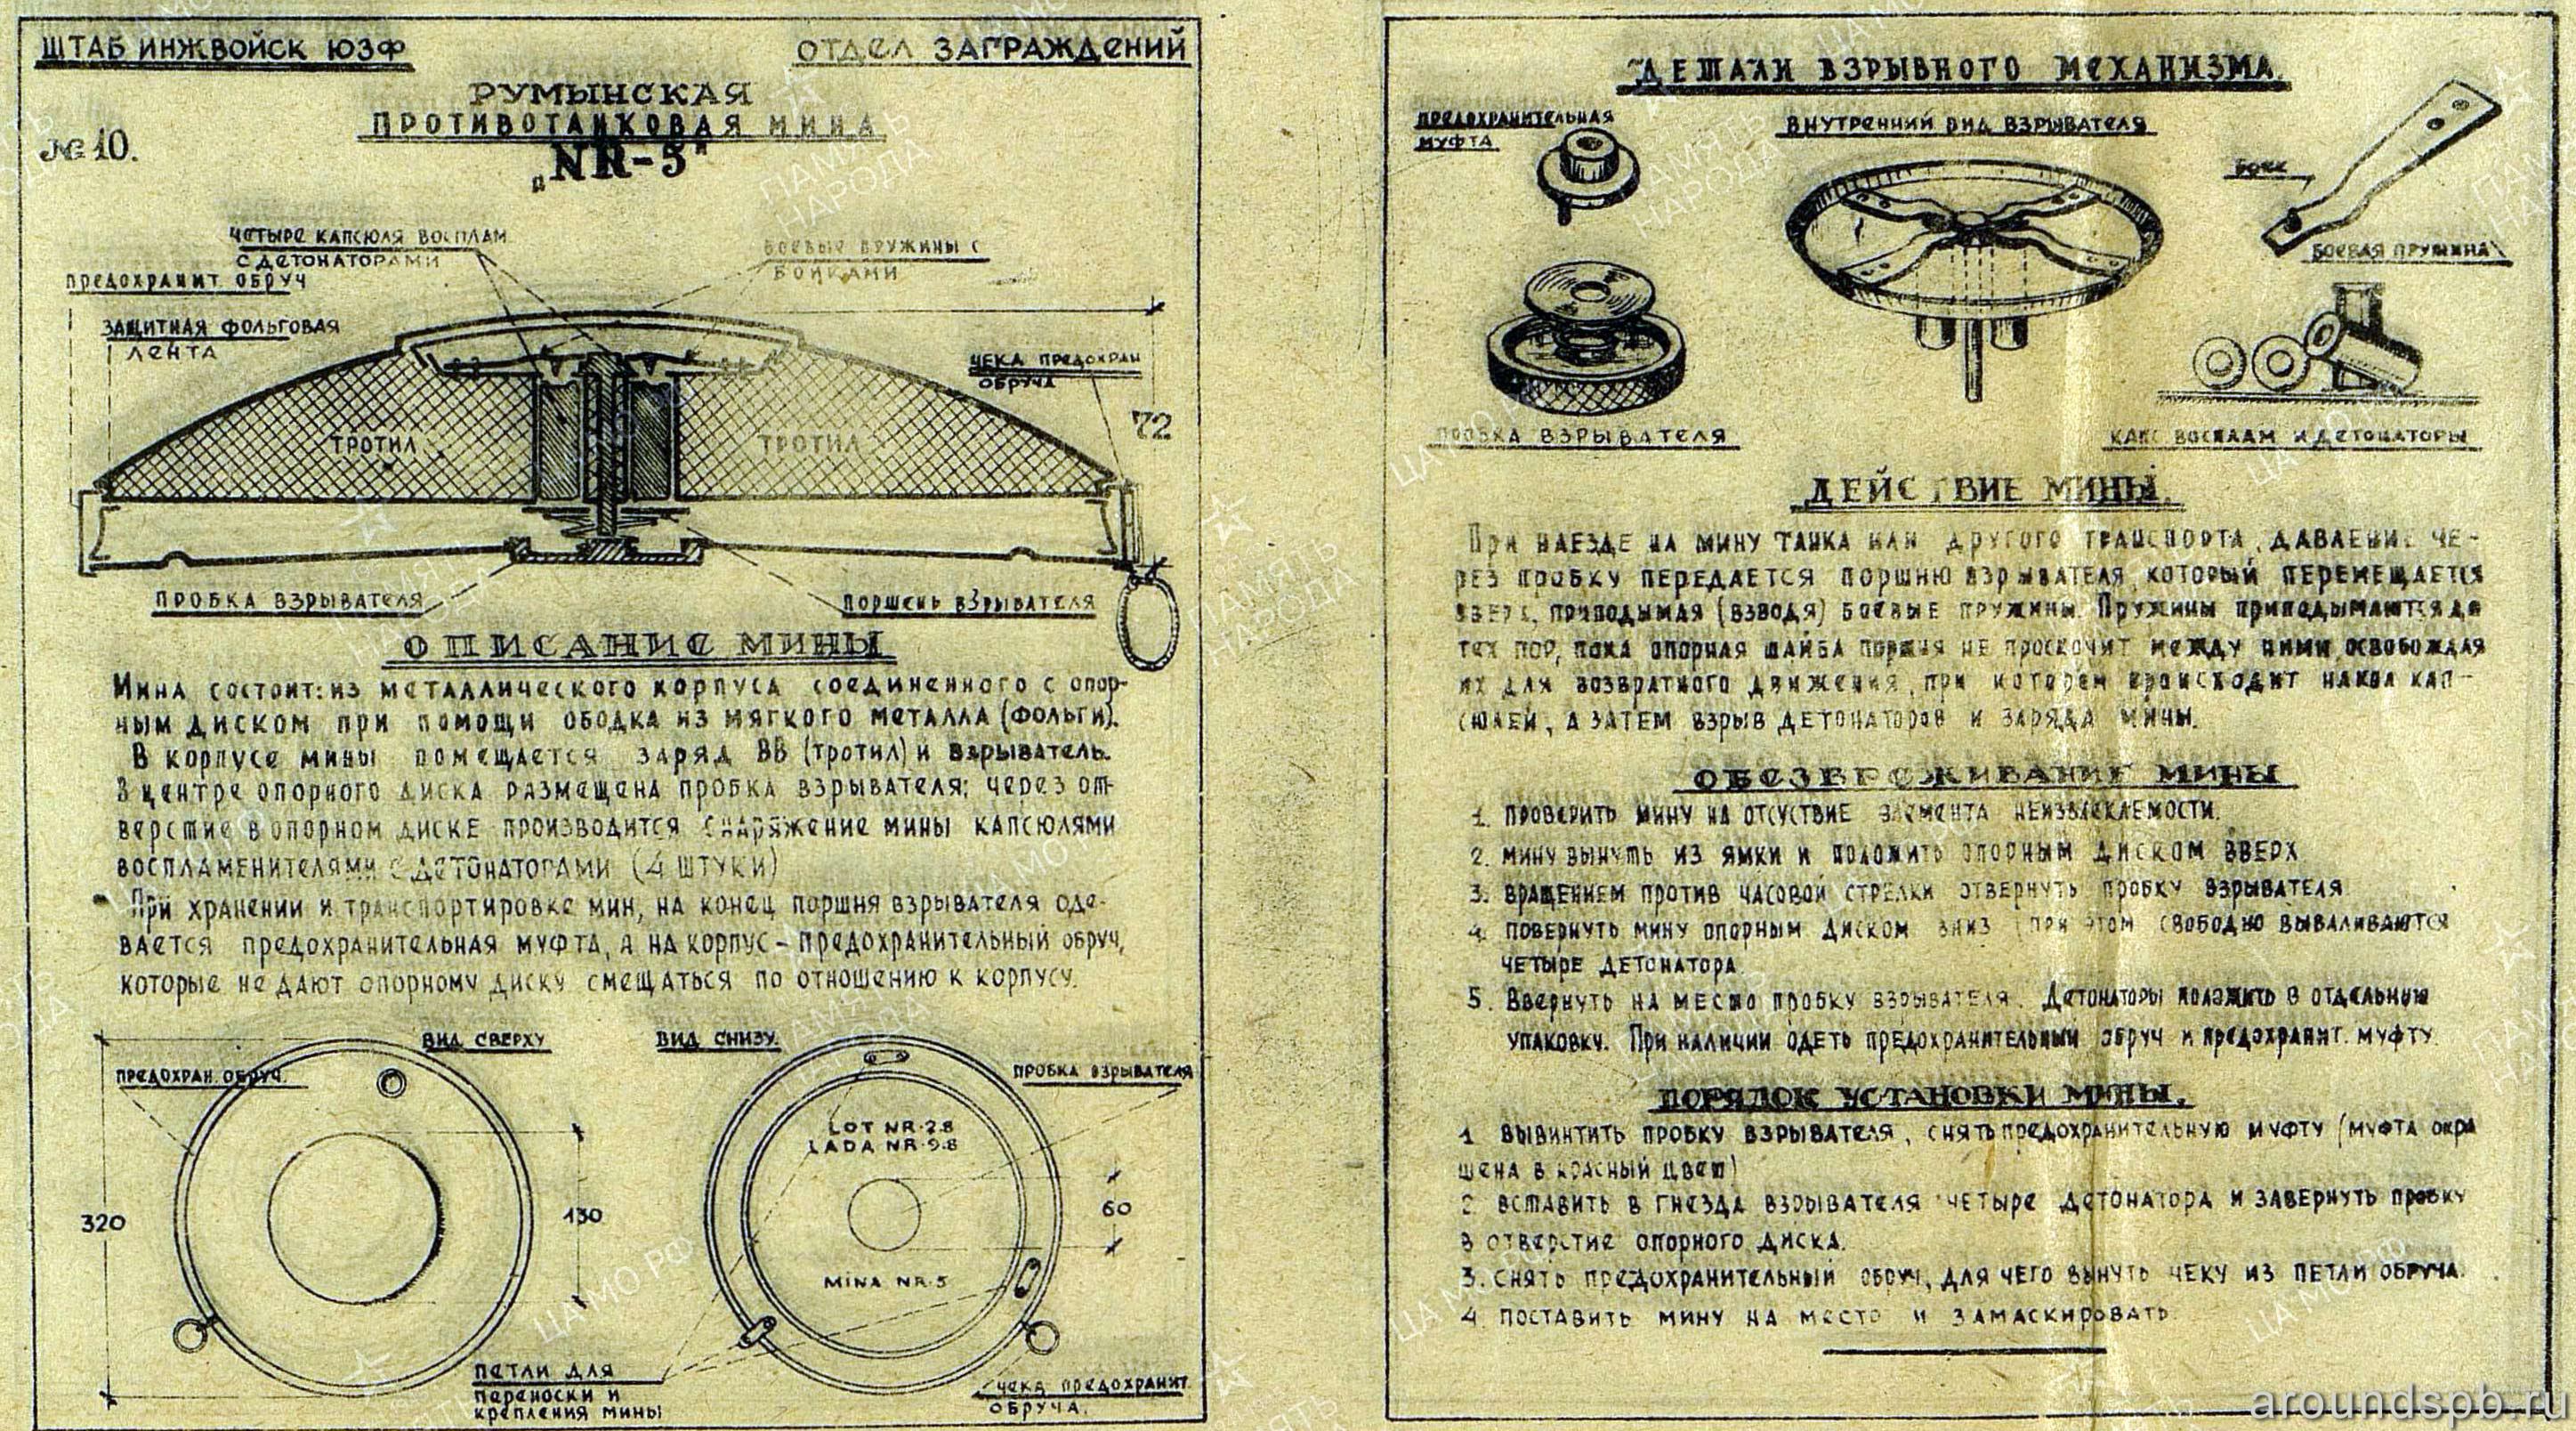 ШТАБ ИНЖВОЙСК ЮЗФ
ОТДЕЛ ЗАГРАЖДЕНИЙ
№10.
РУМЫНСКАЯ
ПРОТИВОТАНКОВАЯ МИНА
„NR-5"
ЧЕТЫРЕ КАПСЮЛЯ ВОСПЛАМ
С ДЕТОНАТОРАМИ
БОЕВЫЕ ПРУЖИНЫ С
БОЙКАМИ
ПРЕДОХРАНИТ ОБРУЧ
ЗАЩИТНАЯ ФОЛЬГОВАЯ
ЛЕНТА
ЧЕКА ПРЕДОХРАН
ОБРУЧА
72
ТРОТИЛ
ТРОТИЛ
ПРОБКА ВЗРЫВАТЕЛЯ
ПОРШЕНЬ ВЗРЫВАТЕЛЯ
ОПИСАНИЕ МИНЫ
МИНА СОСТОИТ: ИЗ МЕТАЛЛИЧЕСКОГО КОРПУСА СОЕДИНЕННОГО С ОПОР-
НЫМ ДИСКОМ ПРИ ПОМОЩИ ОБОДКА ИЗ МЯГКОГО МЕТАЛЛА (ФОЛЬГИ).
В КОРПУСЕ МИНЫ ПОМЕЩАЕТСЯ ЗАРЯД ВВ (ТРОТИЛ) И ВЗРЫВАТЕЛЬ.
В ЦЕНТРЕ ОПОРНОГО ДИСКА РАЗМЕЩЕНА ПРОБКА ВЗРЫВАТЕЛЯ; ЧЕРЕЗ ОТ-
ВЕРСТИЕ В ОПОРНОМ ДИСКЕ ПРОИЗВОДИТСЯ СНАРЯЖЕНИЕ МИНЫ КАПСЮЛЯМИ
ВОСПЛАМЕНИТЕЛЯМИ С ДЕТОНАТОРАМИ (4 ШТУКИ)
ПРИ ХРАНЕНИИ И ТРАНСПОРТИРОВКЕ МИН, НА КОНЕЦ ПОРШНЯ ВЗРЫВАТЕЛЯ ОДЕ-
ВАЕТСЯ ПРЕДОХРАНИТЕЛЬНАЯ МУФТА, А НА КОРПУС - ПРЕДОХРАНИТЕЛЬНЫЙ ОБРУЧ,
КОТОРЫЕ НЕ ДАЮТ ОПОРНОМУ ДИСКУ СМЕЩАТЬСЯ ПО ОТНОШЕНИЮ К КОРПУСУ.
ВИД СВЕРХУ
ВИД СНИЗУ.
ПРЕДОХРАН. ОБРУЧ.
ПРОБКА ВЗРЫВАТЕЛЯ
LOT NR·28
LADA NR·98
320
130
60
MINA NR·5
ПЕТЛИ ДЛЯ
ПЕРЕНОСКИ И
КРЕПЛЕНИЯ МИНЫ
ЧЕКА ПРЕДОХРАНИТ.
ОБРУЧА.
ДЕТАЛИ ВЗРЫВНОГО МЕХАНИЗМА
ПРЕДОХРАНИТЕЛЬНАЯ
МУФТА
ВНУТРЕННИЙ ВИД ВЗРЫВАТЕЛЯ
БОЕК
БОЕВАЯ ПРУЖИНА
ПРОБКА ВЗРЫВАТЕЛЯ
КАПС ВОСПЛАМ И ДЕТОНАТОРЫ
ДЕЙСТВИЕ МИНЫ.
ПРИ НАЕЗДЕ НА МИНУ ТАНКА ИЛИ ДРУГОГО ТРАНСПОРТА, ДАВЛЕНИЕ ЧЕ-
РЕЗ ПРОБКУ ПЕРЕДАЕТСЯ ПОРШНЮ ВЗРЫВАТЕЛЯ, КОТОРЫЙ ПЕРЕМЕЩАЕТСЯ
ВВЕРХ, ПРИПОДЫМАЯ (ВЗВОДЯ) БОЕВЫЕ ПРУЖИНЫ. ПРУЖИНЫ ПРИПОДЫМАЮТСЯ ДО
ТЕХ ПОР, ПОКА ОПОРНАЯ ШАЙБА ПОРШНЯ НЕ ПРОСКОЧИТ МЕЖДУ НИМИ, ОСВОБОЖДАЯ
ИХ ДЛЯ ВОЗВРАТНОГО ДВИЖЕНИЯ, ПРИ КОТОРОМ ПРОИСХОДИТ НАКОЛ КАП-
СЮЛЕЙ, А ЗАТЕМ ВЗРЫВ ДЕТОНАТОРОВ И ЗАРЯДА МИНЫ.
ОБЕЗВРЕЖИВАНИЕ МИНЫ
1. ПРОВЕРИТЬ МИНУ НА ОТСУСТВИЕ ЭЛЕМЕНТА НЕИЗВЛЕКЛЕМОСТИ.
2. МИНУ ВЫНУТЬ ИЗ ЯМКИ И ПОЛОЖИТЬ ОПОРНЫМ ДИСКОМ ВВЕРХ
3. ВРАЩЕНИЕМ ПРОТИВ ЧАСОВОЙ СТРЕЛКИ ОТВЕРНУТЬ ПРОБКУ ВЗРЫВАТЕЛЯ
4. ПОВЕРНУТЬ МИНУ ОПОРНЫМ ДИСКОМ ВНИЗ (ПРИ ЭТОМ СВОБОДНО ВЫВАЛИВАЮТСЯ
ЧЕТЫРЕ ДЕТОНАТОРА
5. ВВЕРНУТЬ НА МЕСТО ПРОБКУ ВЗРЫВАТЕЛЯ. ДЕТОНАТОРЫ ПОЛОЖИТЬ В ОТДЕЛЬНУЮ
УПАКОВКУ. ПРИ НАЛИЧИИ ОДЕТЬ ПРЕДОХРАНИТЕЛЬНЫЙ ОБРУЧ И ПРЕДОХРАНИТ. МУФТУ.
ПОРЯДОК УСТАНОВКИ МИНЫ.
1 ВЫВИНТИТЬ ПРОБКУ ВЗРЫВАТЕЛЯ, СНЯТЬ ПРЕДОХРАНИТЕЛЬНУЮ МУФТУ (МУФТА ОКРА
ШЕНА В КРАСНЫЙ ЦВЕТ)
2 ВСТАВИТЬ В ГНЕЗДА ВЗРЫВАТЕЛЯ ЧЕТЫРЕ ДЕТОНАТОРА И ЗАВЕРНУТЬ ПРОБКУ
В ОТВЕРСТИЕ ОПОРНОГО ДИСКА.
3. СНЯТЬ ПРЕДОХРАНИТЕЛЬНЫЙ ОБРУЧ, ДЛЯ ЧЕГО ВЫНУТЬ ЧЕКУ ИЗ ПЕТЛИ ОБРУЧА.
4 ПОСТАВИТЬ МИНУ НА МЕСТО И ЗАМАСКИРОВАТЬ.
aroundspb.ru